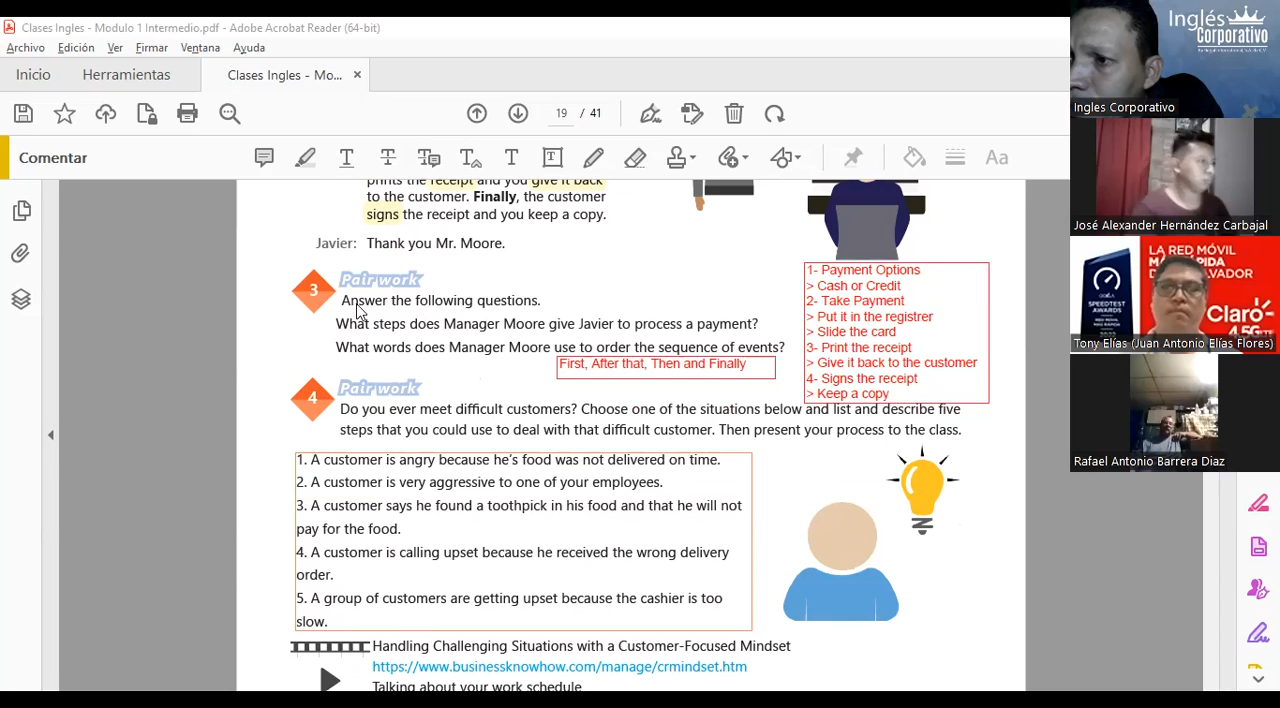 Clases Ingles - Modulo 1 Intermedio.pdf - Adobe Acrobat Reader (64-bit)
Archivo Edición Ver Firmar Ventana Ayuda
Inicio Herramientas Clases Ingles - Mo... ×
19 / 41
Comentar
prints the receipt and you give it back
to the customer. Finally, the customer
signs the receipt and you keep a copy.
Javier: Thank you Mr. Moore.
3 Pair work
Answer the following questions.
What steps does Manager Moore give Javier to process a payment?
What words does Manager Moore use to order the sequence of events?
First, After that, Then and Finally
1- Payment Options
> Cash or Credit
2- Take Payment
> Put it in the registrer
> Slide the card
3- Print the receipt
> Give it back to the customer
4- Signs the receipt
> Keep a copy
4 Pair work
Do you ever meet difficult customers? Choose one of the situations below and list and describe five
steps that you could use to deal with that difficult customer. Then present your process to the class.
1. A customer is angry because he's food was not delivered on time.
2. A customer is very aggressive to one of your employees.
3. A customer says he found a toothpick in his food and that he will not
pay for the food.
4. A customer is calling upset because he received the wrong delivery
order.
5. A group of customers are getting upset because the cashier is too
slow.
Handling Challenging Situations with a Customer-Focused Mindset
https://www.businessknowhow.com/manage/crmindset.htm
Talking about your work schedule
Inglés
Corporativo
Ingles Corporativo
José Alexander Hernández Carbajal
LA RED MÓVIL
SPEEDTEST
AWARDS
2022
Claro
4.5G
Tony Elías (Juan Antonio Elías Flores)
Rafael Antonio Barrera Diaz